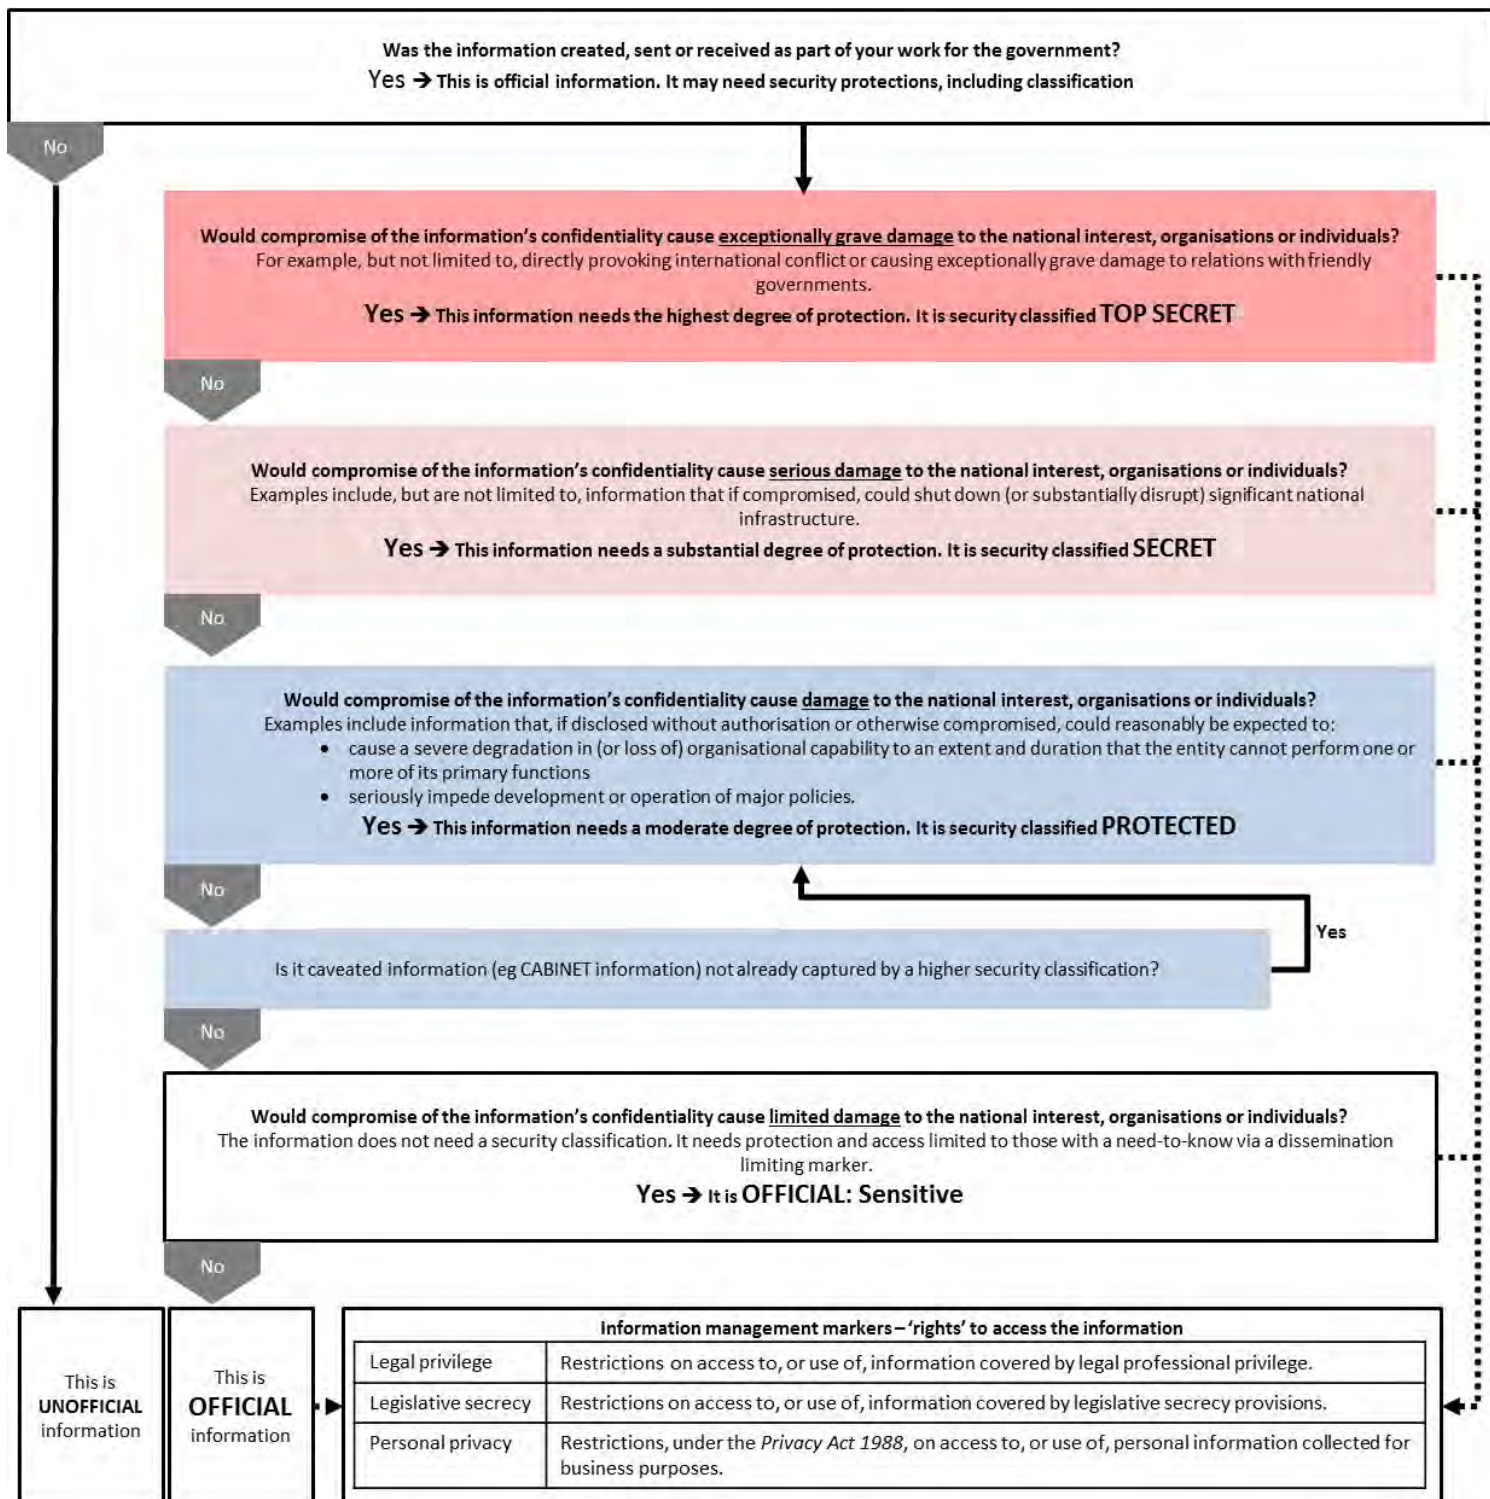 Was the information created, sent or received as part of your work for the government?
Yes ➔ This is official information. It may need security protections, including classification
No
Would compromise of the information’s confidentiality cause exceptionally grave damage to the national interest, organisations or individuals?
For example, but not limited to, directly provoking international conflict or causing exceptionally grave damage to relations with friendly
governments.
Yes ➔ This information needs the highest degree of protection. It is security classified TOP SECRET
No
Would compromise of the information’s confidentiality cause serious damage to the national interest, organisations or individuals?
Examples include, but are not limited to, information that if compromised, could shut down (or substantially disrupt) significant national
infrastructure.
Yes ➔ This information needs a substantial degree of protection. It is security classified SECRET
No
Would compromise of the information’s confidentiality cause damage to the national interest, organisations or individuals?
Examples include information that, if disclosed without authorisation or otherwise compromised, could reasonably be expected to:
• cause a severe degradation in (or loss of) organisational capability to an extent and duration that the entity cannot perform one or
more of its primary functions
• seriously impede development or operation of major policies.
Yes ➔ This information needs a moderate degree of protection. It is security classified PROTECTED
No
Yes
Is it caveated information (eg CABINET information) not already captured by a higher security classification?
No
Would compromise of the information’s confidentiality cause limited damage to the national interest, organisations or individuals?
The information does not need a security classification. It needs protection and access limited to those with a need-to-know via a dissemination
limiting marker.
Yes ➔ It is OFFICIAL: Sensitive
No
This is
UNOFFICIAL
information
This is
OFFICIAL
information
Information management markers – ‘rights’ to access the information
Legal privilege
Restrictions on access to, or use of, information covered by legal professional privilege.
Legislative secrecy
Restrictions on access to, or use of, information covered by legislative secrecy provisions.
Personal privacy
Restrictions, under the Privacy Act 1988, on access to, or use of, personal information collected for
business purposes.